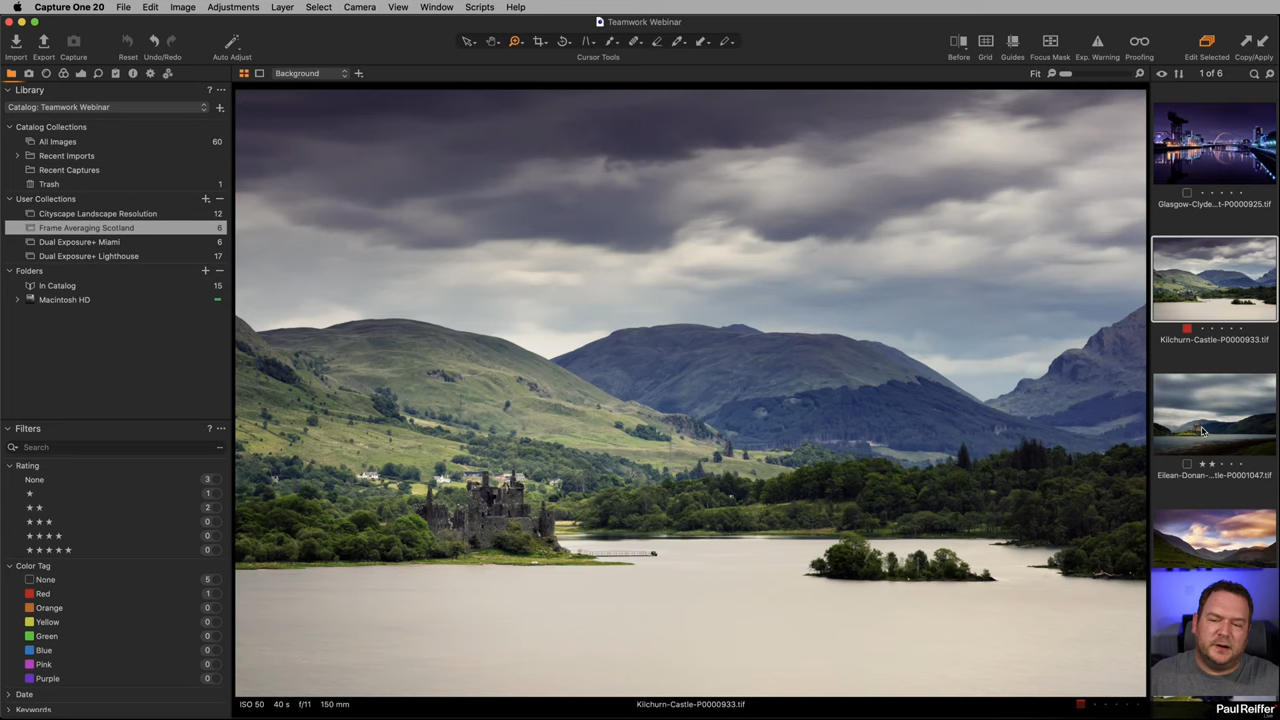 Capture One 20 File Edit Image Adjustments Layer Select Camera View Window Scripts Help
Teamwork Webinar
Import Export Capture Reset Undo/Redo Auto Adjust Cursor Tools Before Grid Guides Focus Mask Exp. Warning Proofing Edit Selected Copy/Apply
Library ? ...
Background
Fit
1 of 6
Catalog: Teamwork Webinar
Catalog Collections
All Images 60
Recent Imports
Recent Captures
Trash 1
User Collections
Cityscape Landscape Resolution 12
Frame Averaging Scotland 6
Dual Exposure+ Miami 6
Dual Exposure+ Lighthouse 17
Folders
In Catalog 15
Macintosh HD
Filters ? ...
Search
Rating
None 3
★ 1
★ ★ 2
★ ★ ★ 0
★ ★ ★ ★ 0
★ ★ ★ ★ ★ 0
Color Tag
None 5
Red 1
Orange 0
Yellow 0
Green 0
Blue 0
Pink 0
Purple 0
Date
Keywords
Glasgow-Clyde...t-P0000925.tif
Kilchurn-Castle-P0000933.tif
Eilean-Donan-...tle-P0001047.tif
ISO 50 40 s f/11 150 mm
Kilchurn-Castle-P0000933.tif
Paul Reiffer
Live